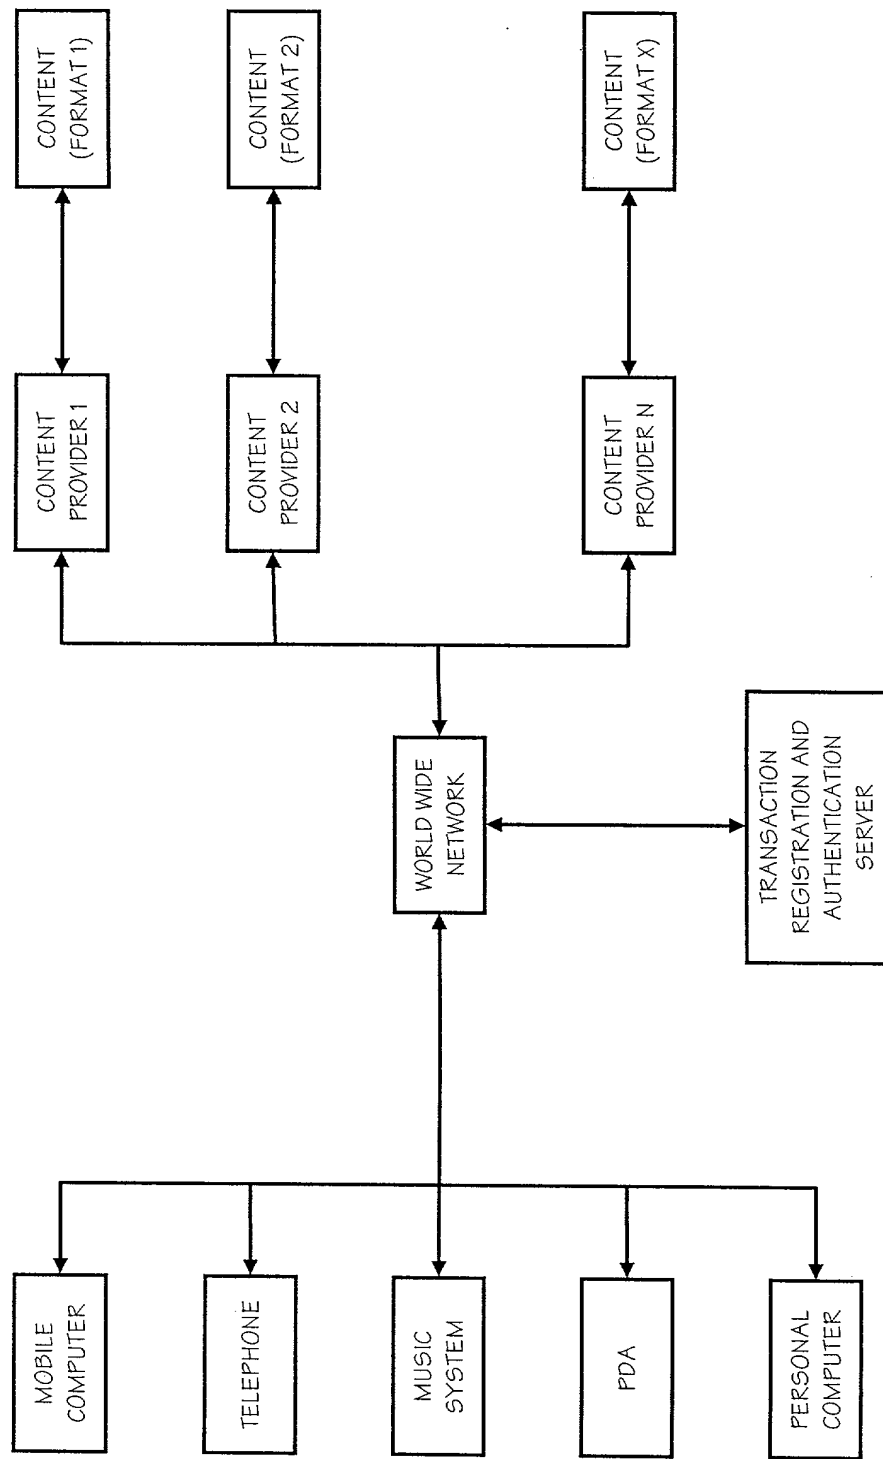 MOBILE
COMPUTER
TELEPHONE
MUSIC
SYSTEM
PDA
PERSONAL
COMPUTER
WORLD WIDE
NETWORK
TRANSACTION
REGISTRATION AND
AUTHENTICATION
SERVER
CONTENT
PROVIDER 1
CONTENT
PROVIDER 2
CONTENT
PROVIDER N
CONTENT
(FORMAT 1)
CONTENT
(FORMAT 2)
CONTENT
(FORMAT X)